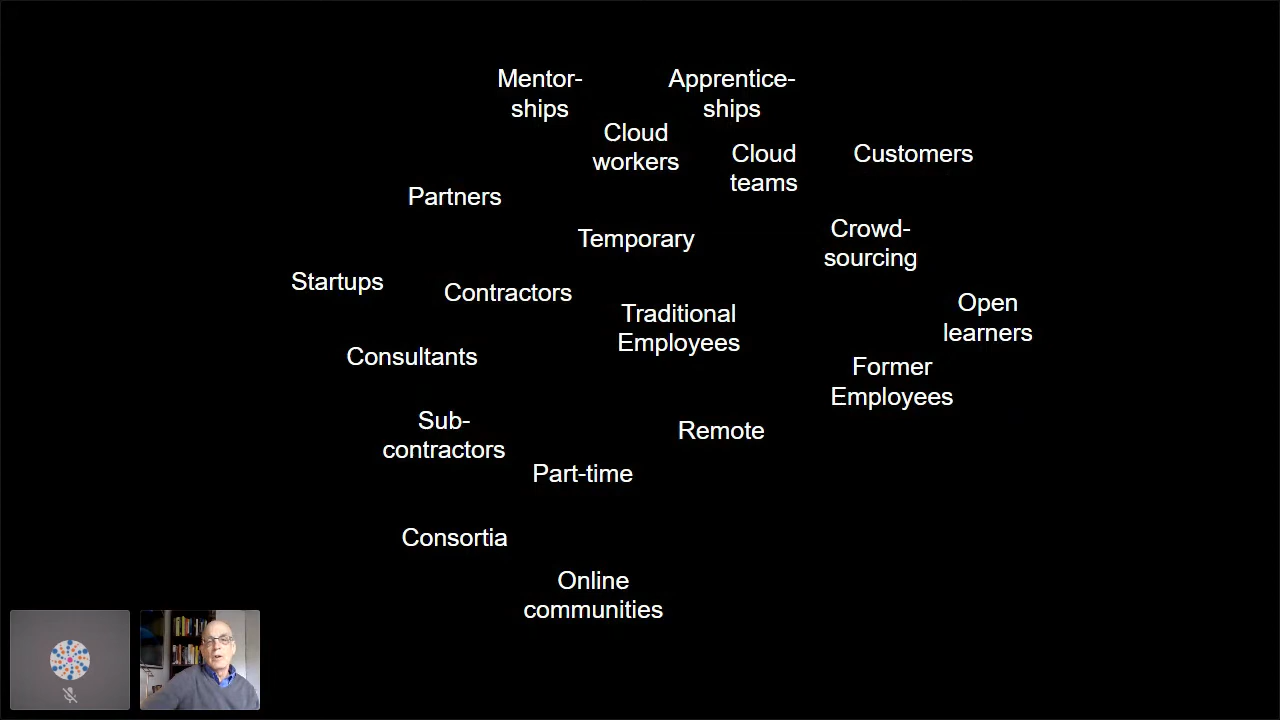 Mentor-
ships
Apprentice-
ships
Cloud
workers
Cloud
teams
Customers
Partners
Temporary
Crowd-
sourcing
Startups
Contractors
Traditional
Employees
Open
learners
Consultants
Former
Employees
Sub-
contractors
Remote
Part-time
Consortia
Online
communities